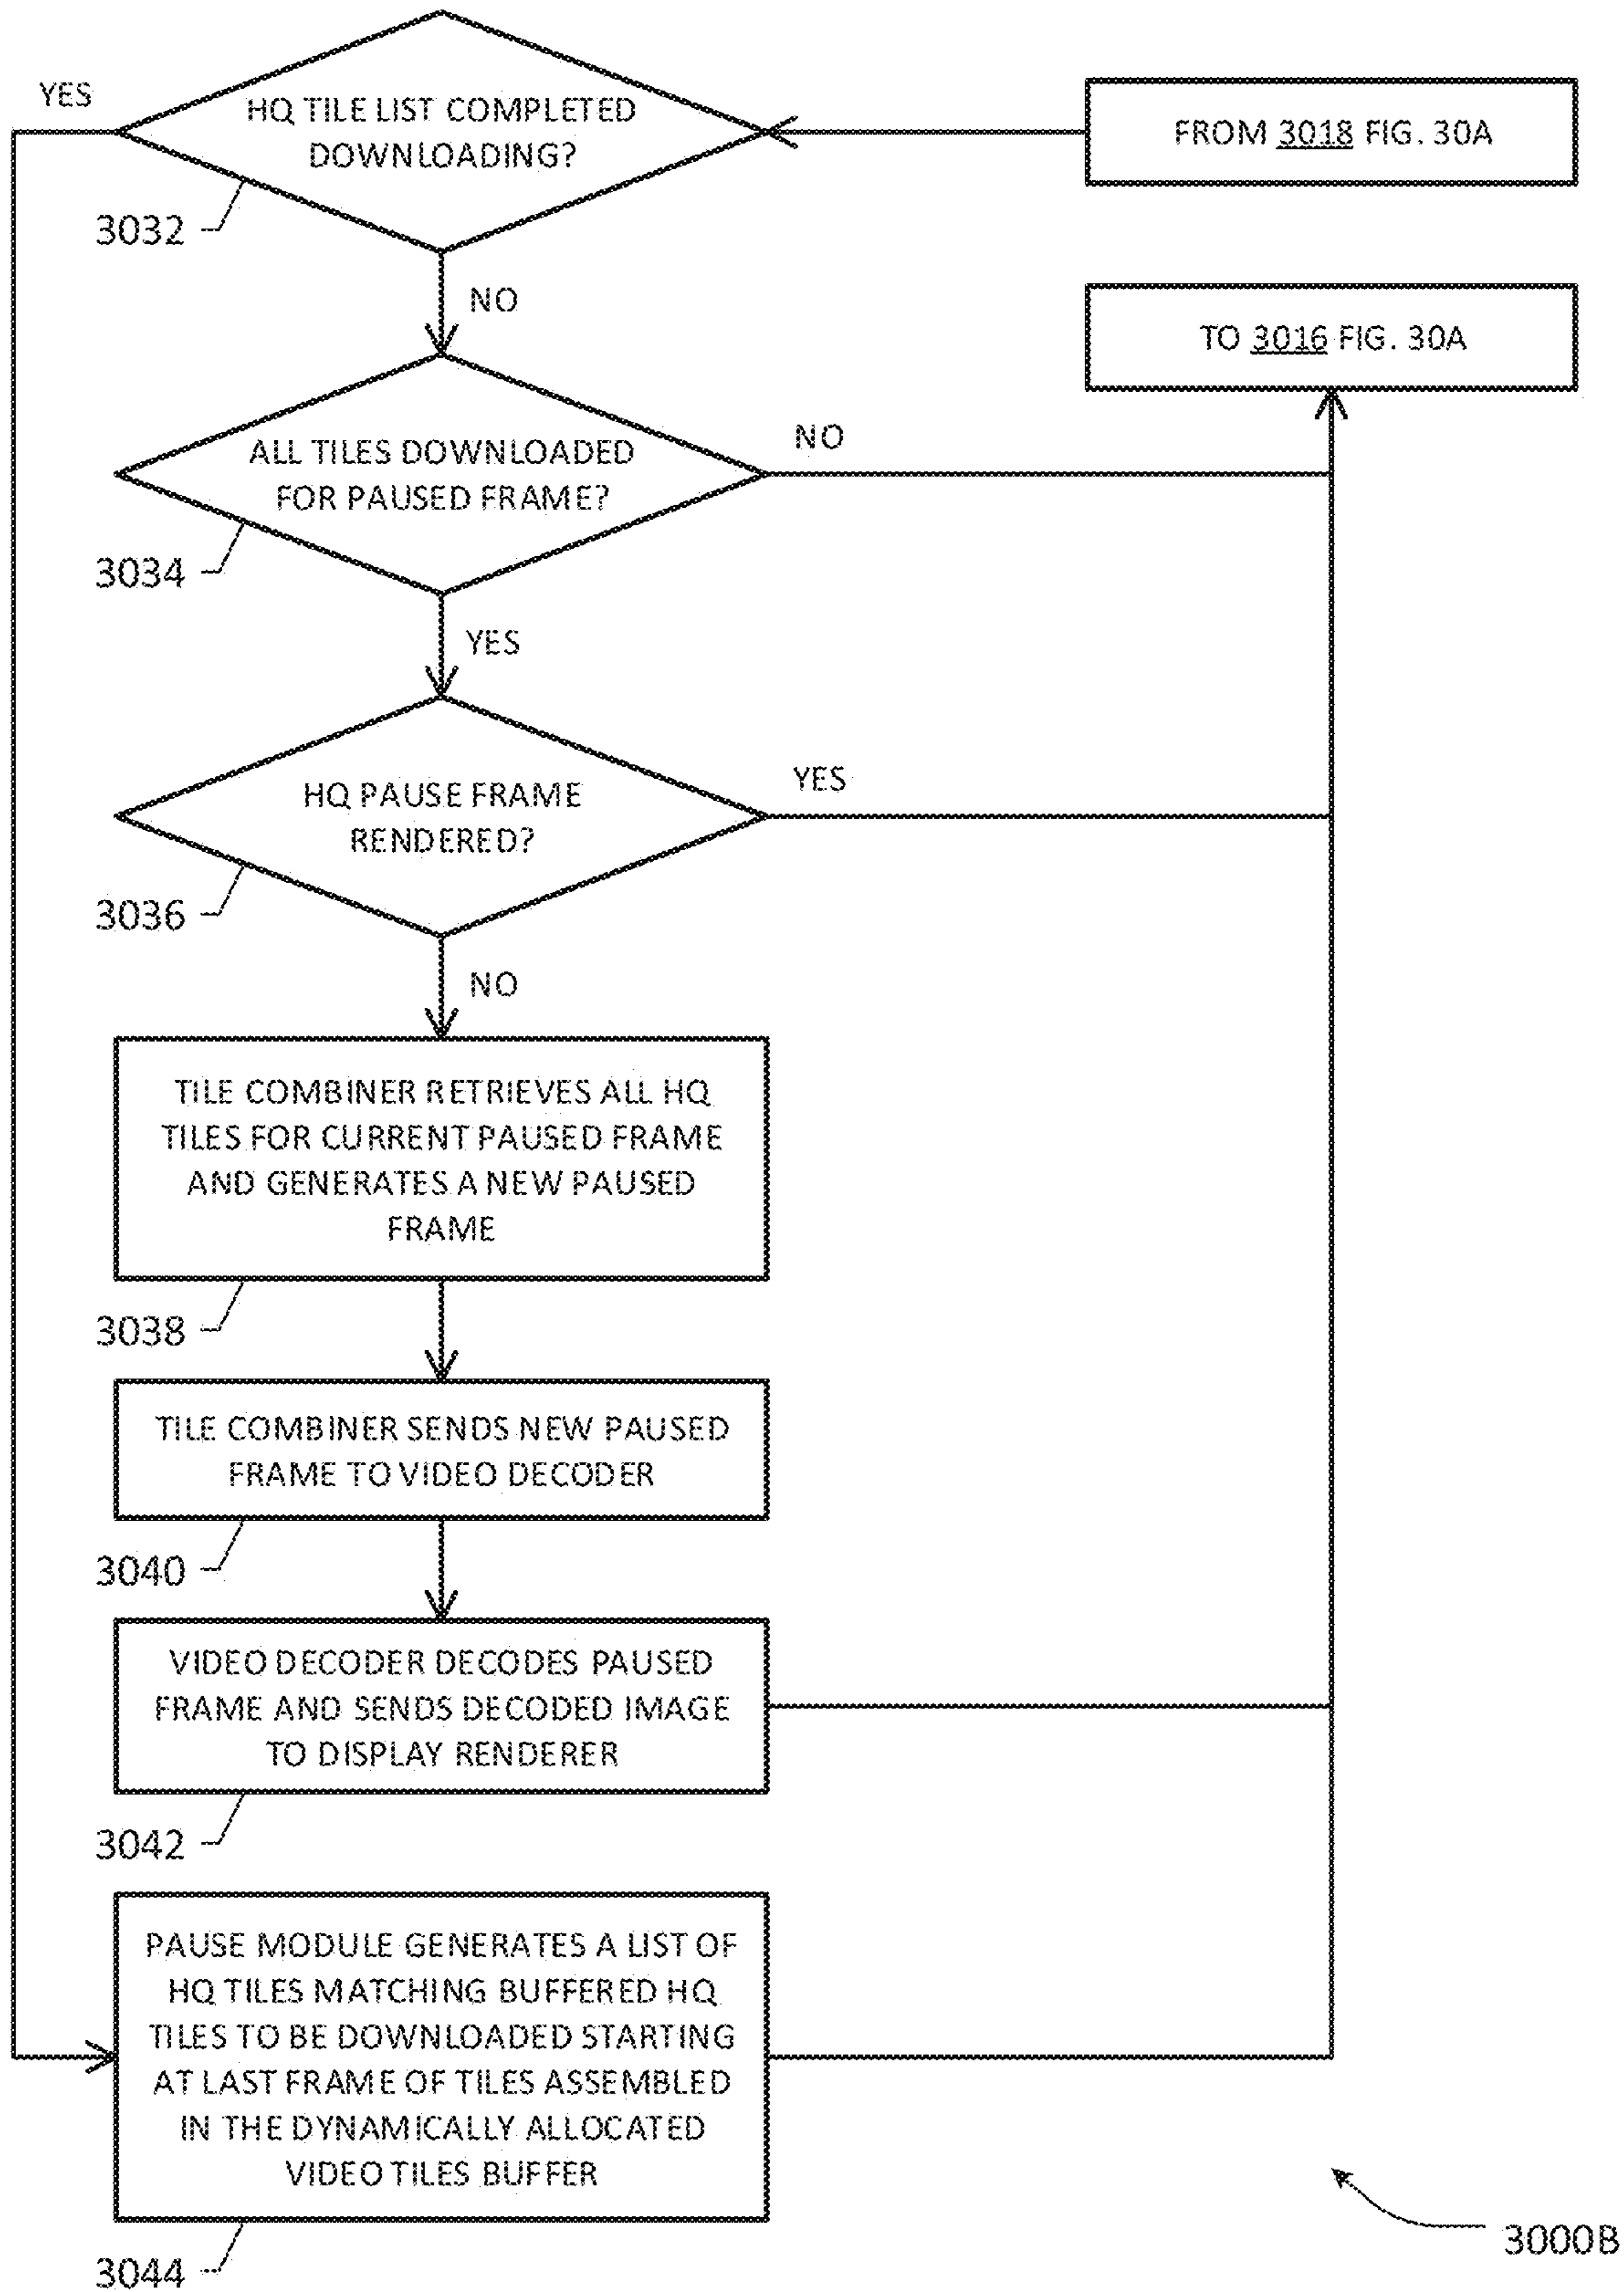 YES
HQ TILE LIST COMPLETED
DOWNLOADING?
3032
FROM 3018 FIG. 30A
NO
TO 3016 FIG. 30A
ALL TILES DOWNLOADED
FOR PAUSED FRAME?
NO
3034
YES
HQ PAUSE FRAME
RENDERED?
YES
3036
NO
TILE COMBINER RETRIEVES ALL HQ
TILES FOR CURRENT PAUSED FRAME
AND GENERATES A NEW PAUSED
FRAME
3038
TILE COMBINER SENDS NEW PAUSED
FRAME TO VIDEO DECODER
3040
VIDEO DECODER DECODES PAUSED
FRAME AND SENDS DECODED IMAGE
TO DISPLAY RENDERER
3042
PAUSE MODULE GENERATES A LIST OF
HQ TILES MATCHING BUFFERED HQ
TILES TO BE DOWNLOADED STARTING
AT LAST FRAME OF TILES ASSEMBLED
IN THE DYNAMICALLY ALLOCATED
VIDEO TILES BUFFER
3044
3000B